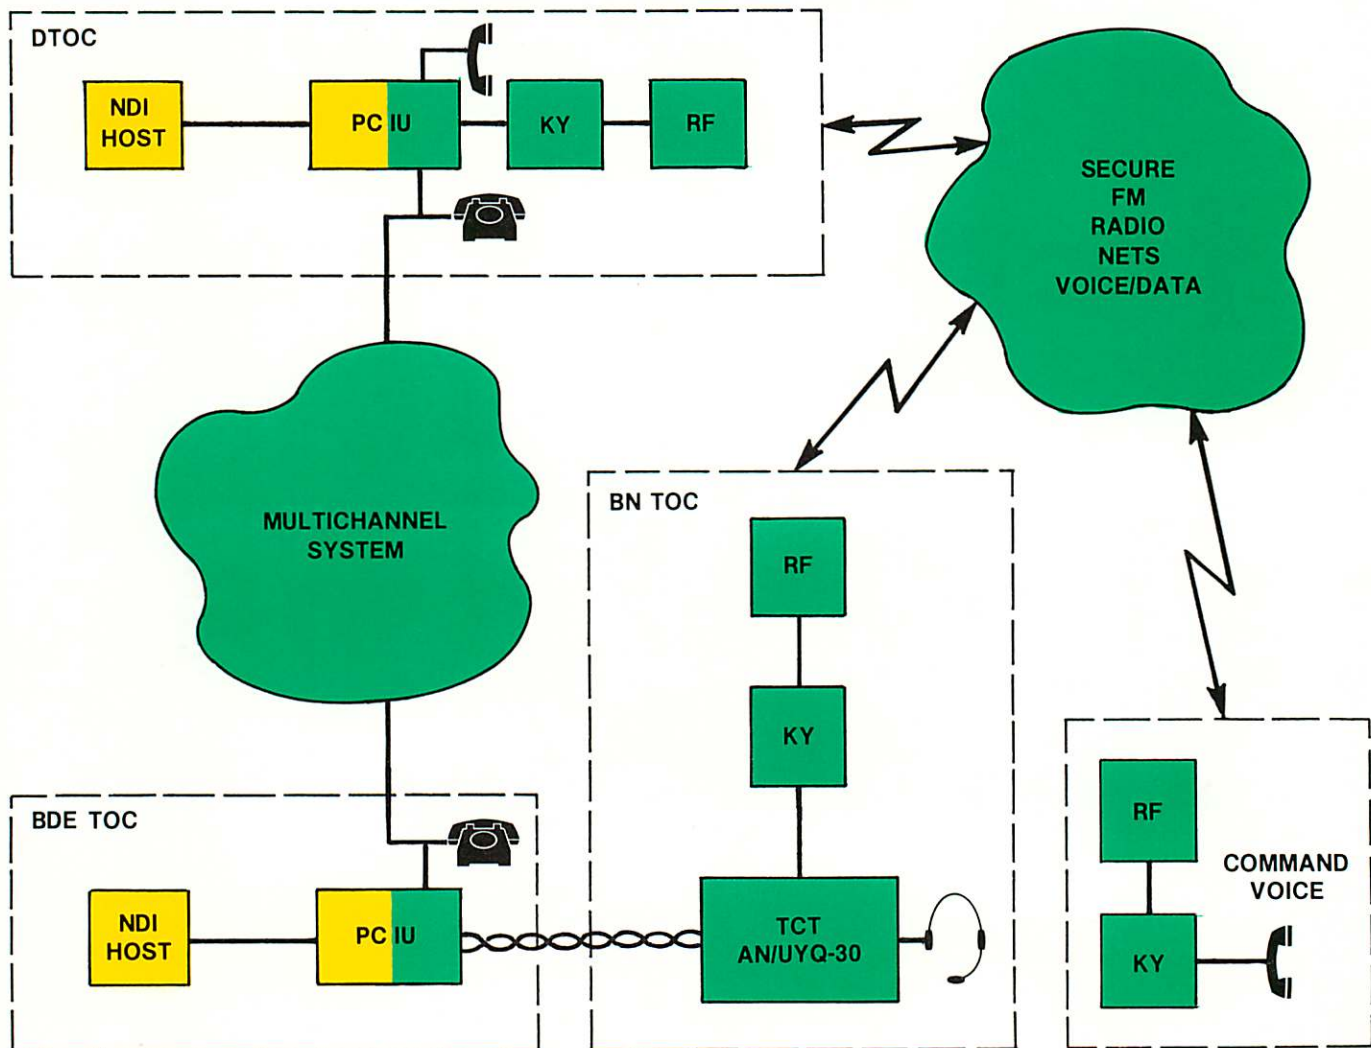 DTOC
NDI
HOST
PC IU
KY
RF
SECURE
FM
RADIO
NETS
VOICE/DATA
MULTICHANNEL
SYSTEM
BN TOC
RF
KY
TCT
AN/UYQ-30
BDE TOC
NDI
HOST
PC IU
RF
COMMAND
VOICE
KY